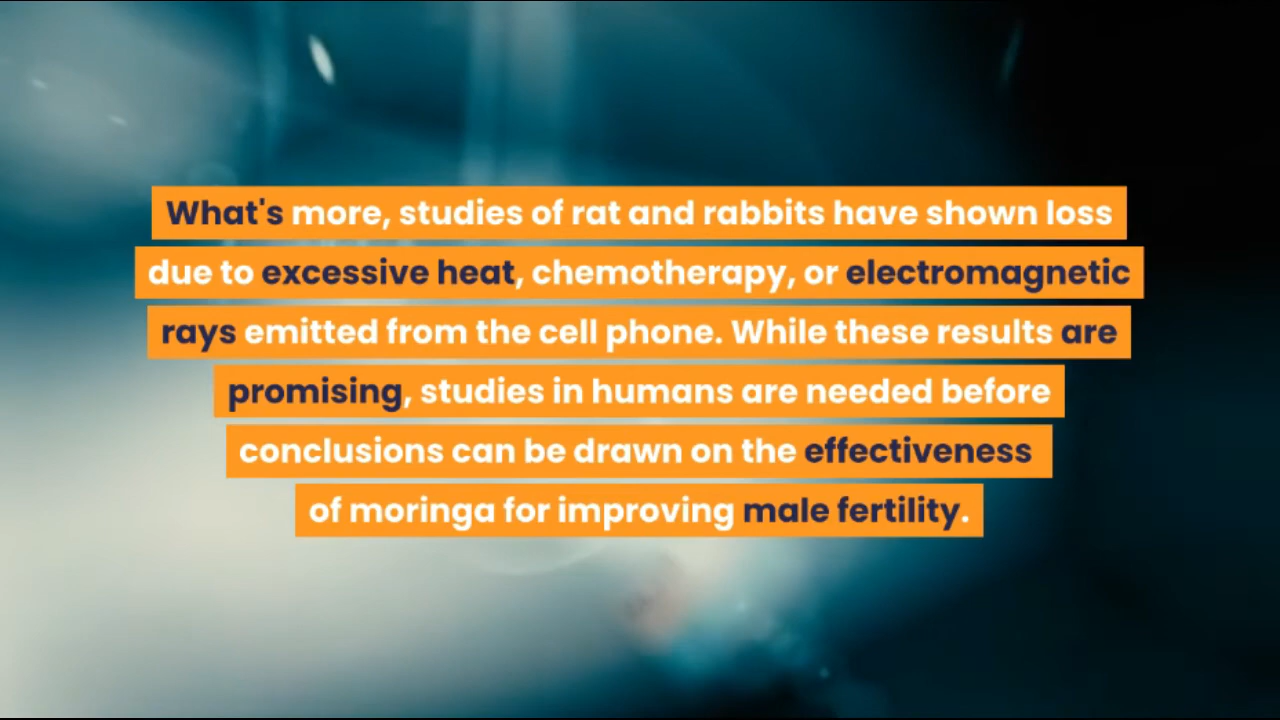 What's more, studies of rat and rabbits have shown loss
due to excessive heat, chemotherapy, or electromagnetic
rays emitted from the cell phone. While these results are
promising, studies in humans are needed before
conclusions can be drawn on the effectiveness
of moringa for improving male fertility.